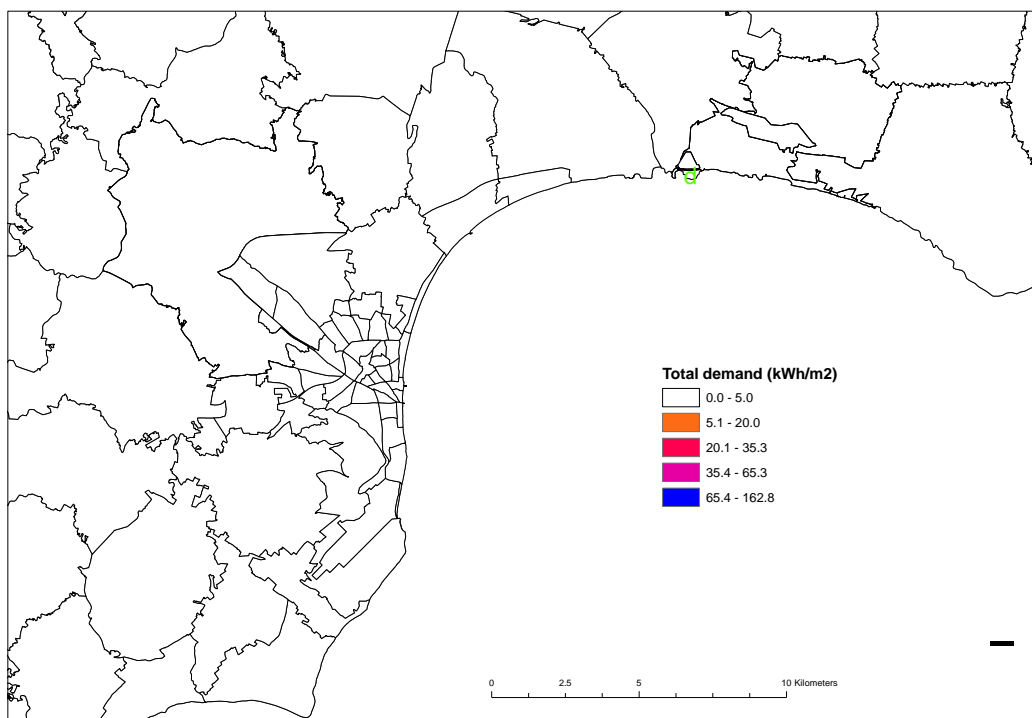 d
Total demand (kWh/m2)
0.0 - 5.0
5.1 - 20.0
20.1 - 35.3
35.4 - 65.3
65.4 - 162.8
0 2.5 5 10 Kilometers